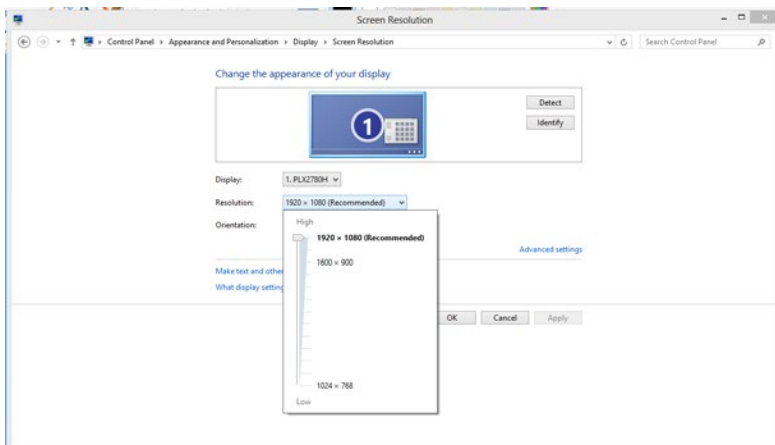 Screen Resolution
Control Panel › Appearance and Personalization › Display › Screen Resolution
Search Control Panel
Change the appearance of your display
1
Detect
Identify
Display: 1. PLX2780H
Resolution: 1920 × 1080 (Recommended)
Orientation:
High
1920 × 1080 (Recommended)
Advanced settings
1600 × 900
Make text and othe
What display setting
OK Cancel Apply
1024 × 768
Low